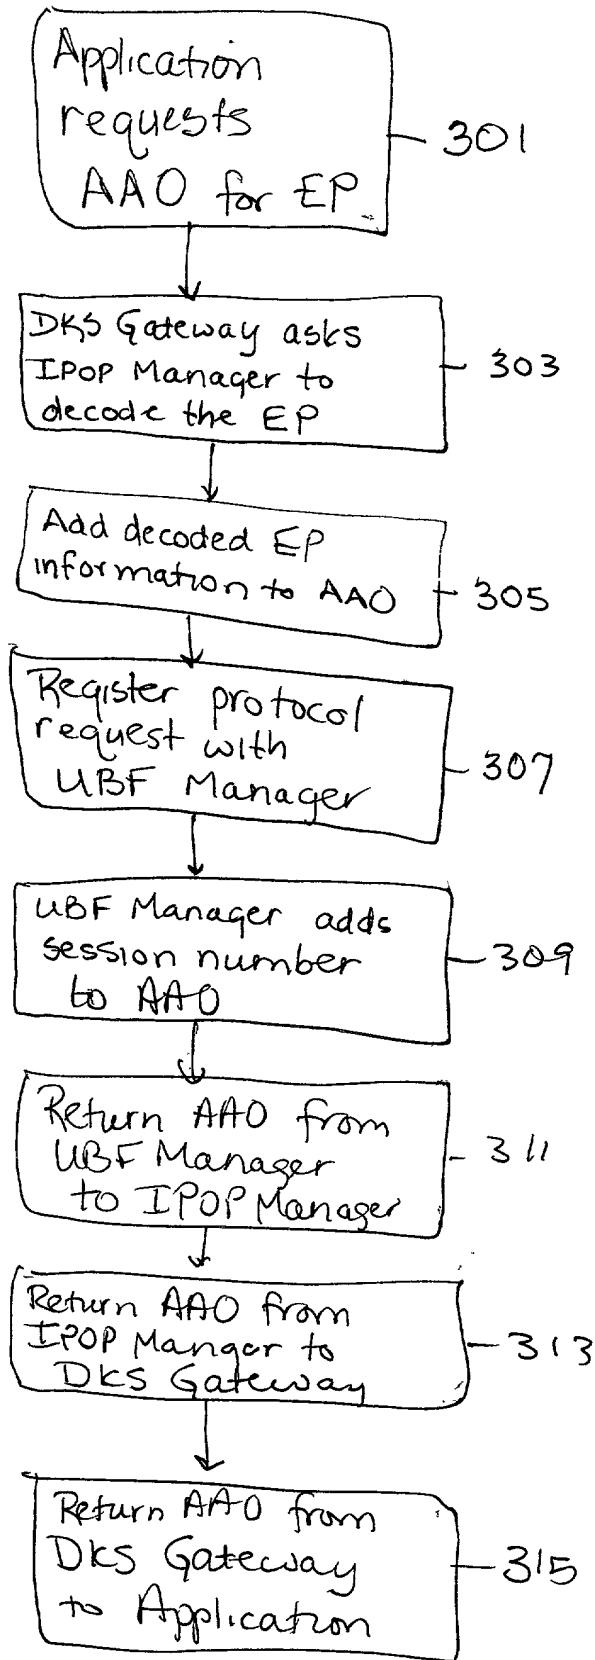 Application
requests
AAO for EP
301
DKS Gateway asks
IPOP Manager to
decode the EP
303
Add decoded EP
information to AAO
305
Register protocol
request with
UBF Manager
307
UBF Manager adds
session number
to AAO
309
Return AAO from
UBF Manager
to IPOP Manager
311
Return AAO from
IPOP Manger to
DKS Gateway
313
Return AAO from
DKS Gateway
to Application
315